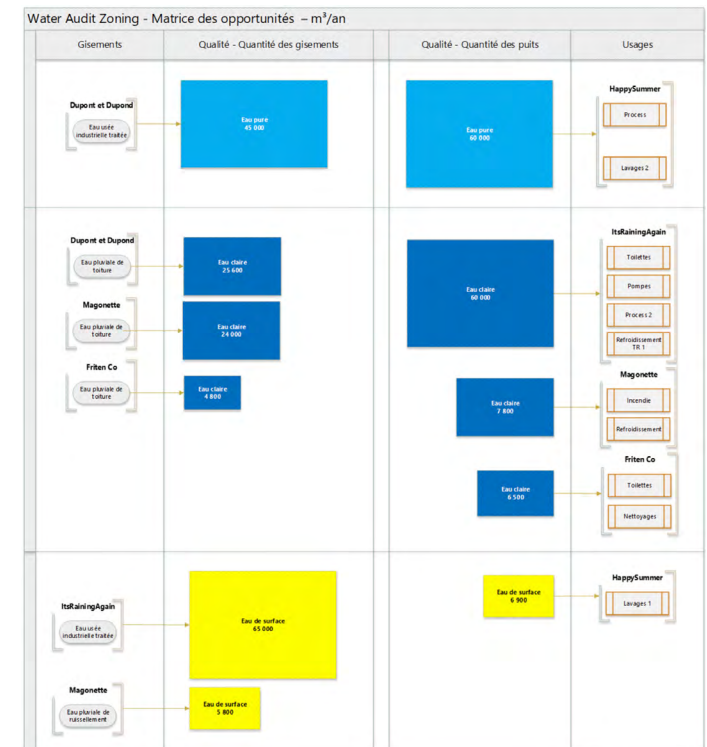 Water Audit Zoning - Matrice des opportunités – m³/an
Gisements
Qualité - Quantité des gisements
Qualité - Quantité des puits
Usages
Dupont et Dupond
Eau usée
industrielle traitée
Eau pure
45 000
Eau pure
60 000
HappySummer
Process
Lavages 2
Dupont et Dupond
Eau pluviale de
toiture
Eau claire
25 600
Magonette
Eau pluviale de
toiture
Eau claire
24 000
Friten Co
Eau pluviale de
toiture
Eau claire
4 800
Eau claire
60 000
ItsRainingAgain
Toilettes
Pompes
Process 2
Refroidissement
TR 1
Eau claire
7 800
Magonette
Incendie
Refroidissement
Eau claire
6 500
Friten Co
Toilettes
Nettoyages
ItsRainingAgain
Eau usée
industrielle traitée
Eau de surface
65 000
Magonette
Eau pluviale de
ruissellement
Eau de surface
5 800
Eau de surface
6 900
HappySummer
Lavages 1